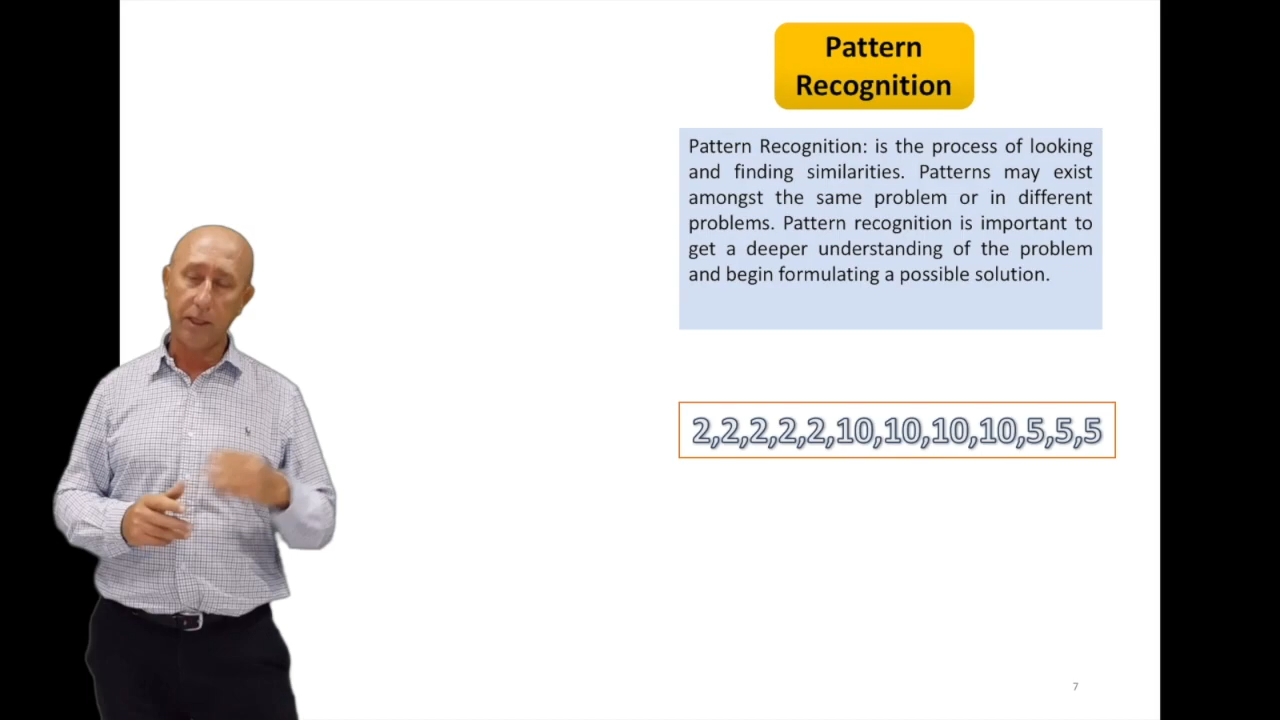 Pattern
Recognition
Pattern Recognition: is the process of looking
and finding similarities. Patterns may exist
amongst the same problem or in different
problems. Pattern recognition is important to
get a deeper understanding of the problem
and begin formulating a possible solution.
2,2,2,2,2,10,10,10,10,5,5,5
7